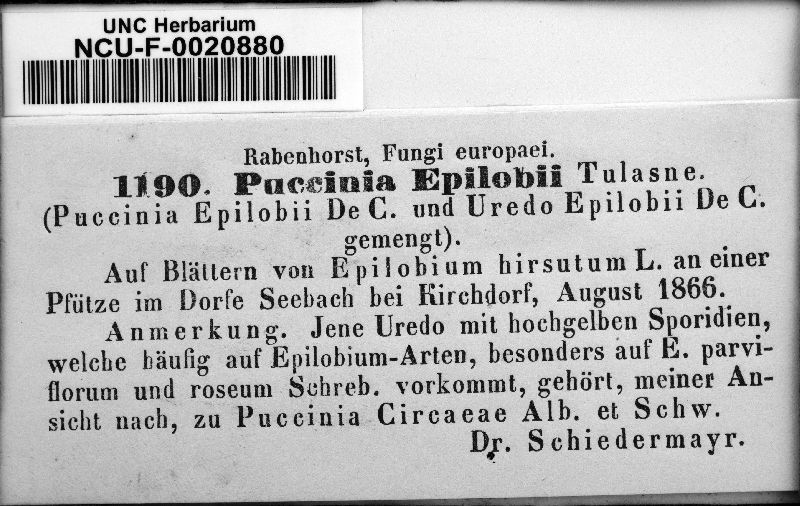 UNC Herbarium
NCU-F-0020880
Rabenhorst, Fungi europaei.
1190. Puccinia Epilobii Tulasne.
(Puccinia Epilobii De C. und Uredo Epilobii De C.
gemengt).
Auf Blättern von Epilobium hirsutum L. an einer
Pfütze im Dorfe Seebach bei Kirchdorf, August 1866.
Anmerkung. Jene Uredo mit hochgelben Sporidien,
welche häufig auf Epilobium-Arten, besonders auf E. parvi-
florum und roseum Schreb. vorkommt, gehört, meiner An-
sicht nach, zu Puccinia Circaeae Alb. et Schw.
Dr. Schiedermayr.